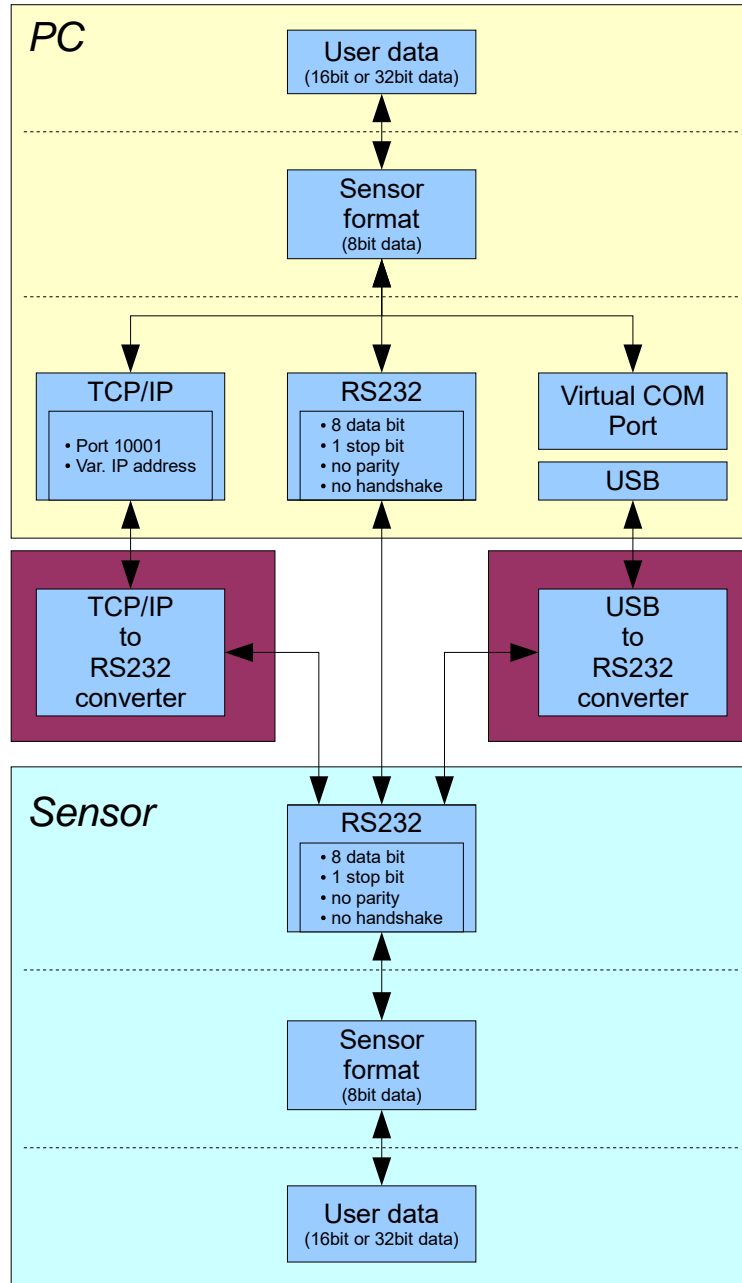 PC
User data
(16bit or 32bit data)
Sensor
format
(8bit data)
TCP/IP
• Port 10001
• Var. IP address
RS232
• 8 data bit
• 1 stop bit
• no parity
• no handshake
Virtual COM
Port
USB
TCP/IP
to
RS232
converter
USB
to
RS232
converter
Sensor
RS232
• 8 data bit
• 1 stop bit
• no parity
• no handshake
Sensor
format
(8bit data)
User data
(16bit or 32bit data)